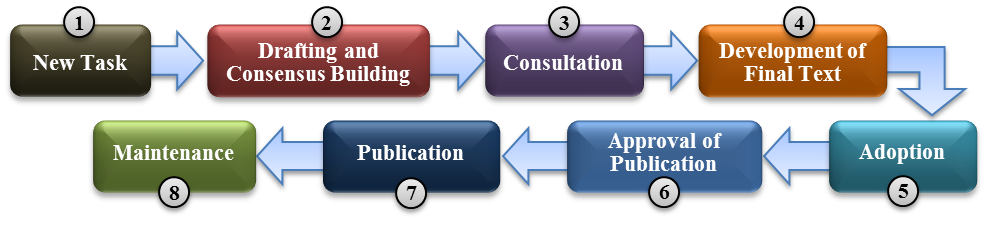 1
New Task
2
Drafting and
Consensus Building
3
Consultation
4
Development of
Final Text
Adoption
5
Approval of
Publication
6
Publication
7
Maintenance
8